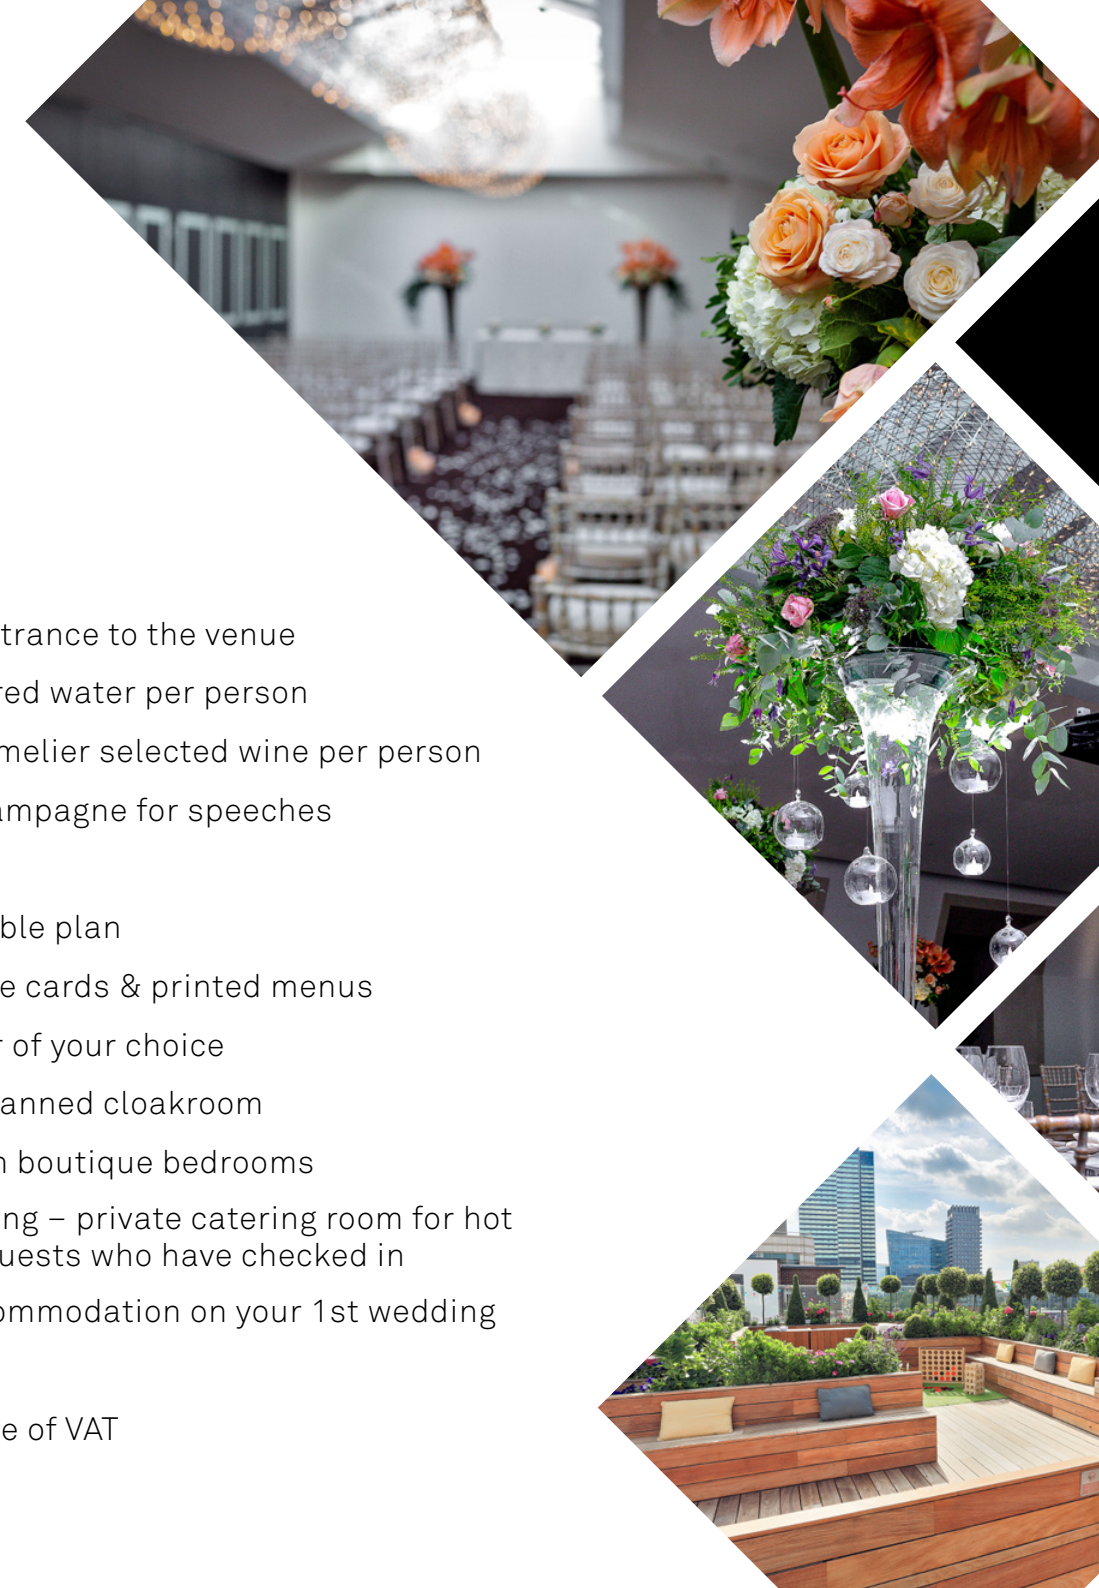 trance to the venue
red water per person
melier selected wine per person
ampagne for speeches
ble plan
e cards & printed menus
r of your choice
anned cloakroom
n boutique bedrooms
ng – private catering room for hot
uests who have checked in
ommodation on your 1st wedding
e of VAT